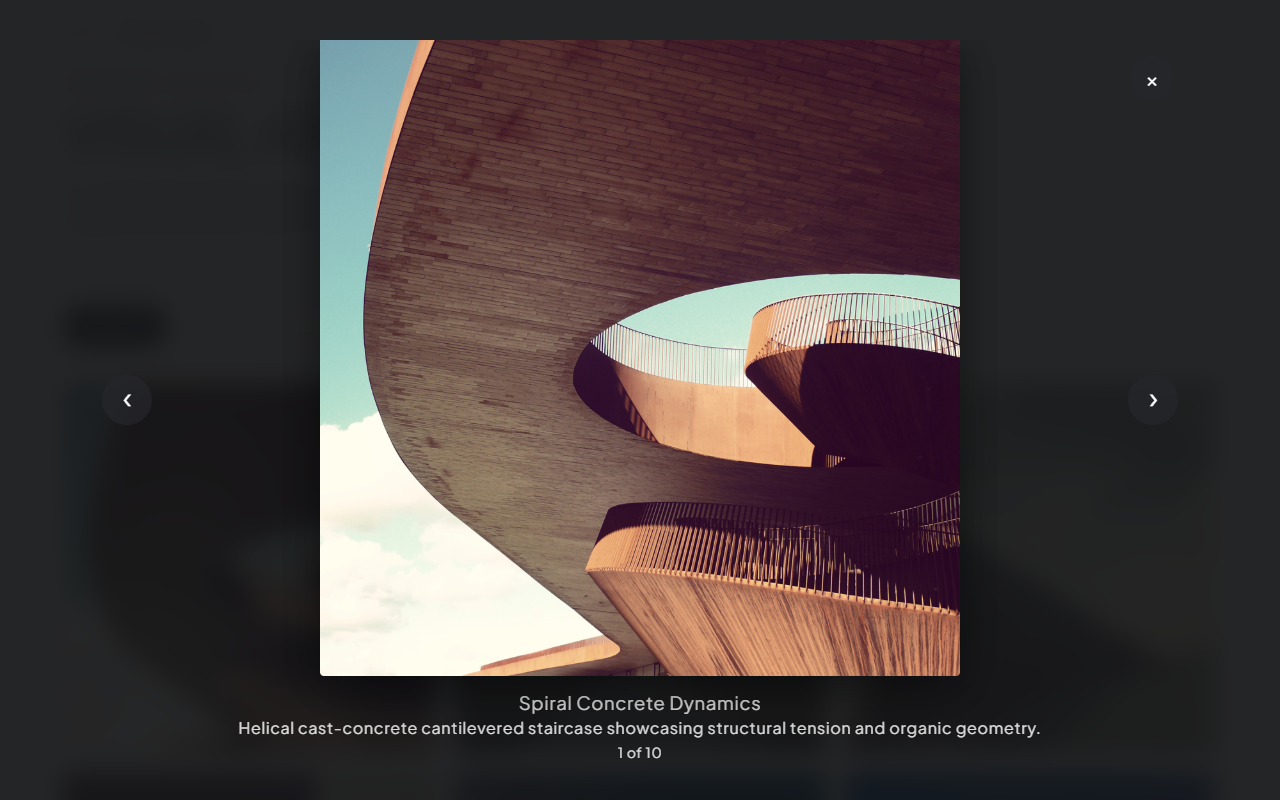 Spiral Concrete Dynamics
Helical cast-concrete cantilevered staircase showcasing structural tension and organic geometry.
1 of 10